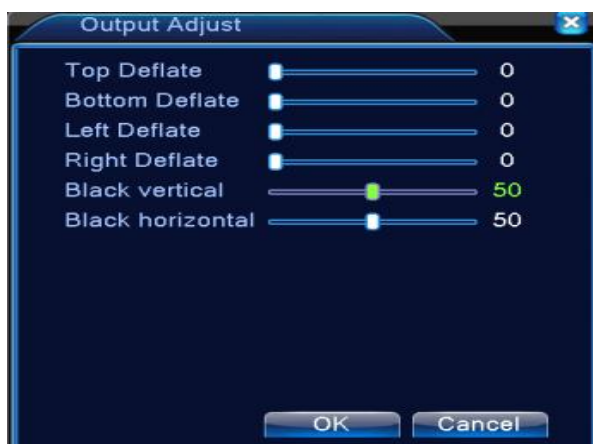 Output Adjust
Top Deflate 0
Bottom Deflate 0
Left Deflate 0
Right Deflate 0
Black vertical 50
Black horizontal 50
OK Cancel